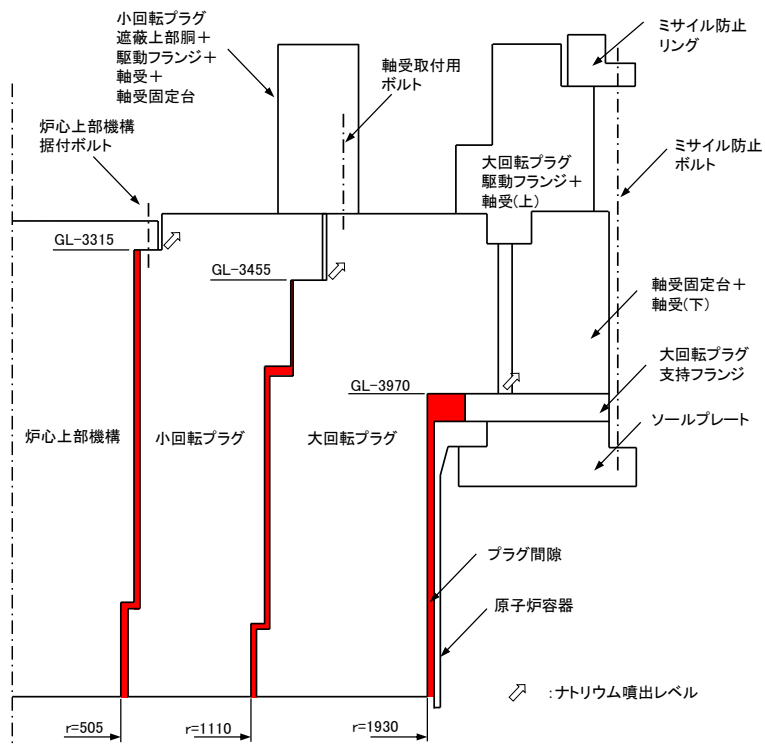 小回転プラグ
遮蔽上部胴＋
駆動フランジ＋
軸受＋
軸受固定台
軸受取付用
ボルト
ミサイル防止
リング
炉心上部機構
据付ボルト
大回転プラグ
駆動フランジ＋
軸受(上)
ミサイル防止
ボルト
GL-3315
GL-3455
軸受固定台＋
軸受(下)
大回転プラグ
支持フランジ
GL-3970
ソールプレート
炉心上部機構
小回転プラグ
大回転プラグ
プラグ間隙
原子炉容器
:ナトリウム噴出レベル
r=505
r=1110
r=1930